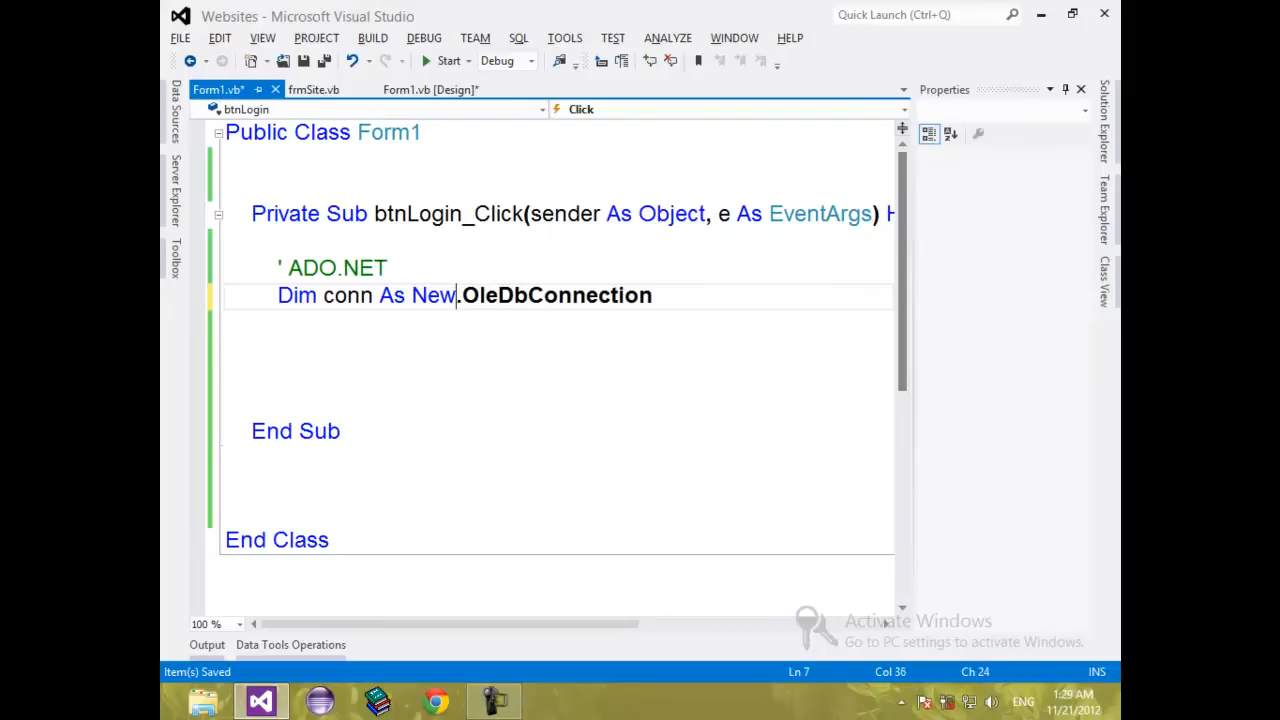 Websites - Microsoft Visual Studio
Quick Launch (Ctrl+Q)
FILE EDIT VIEW PROJECT BUILD DEBUG TEAM SQL TOOLS TEST ANALYZE WINDOW HELP
Start Debug
Form1.vb* frmSite.vb Form1.vb [Design]*
Properties
btnLogin Click
Data Sources
Server Explorer
Toolbox
Solution Explorer
Team Explorer
Class View
Public Class Form1
Private Sub btnLogin_Click(sender As Object, e As EventArgs) H
' ADO.NET
Dim conn As New.OleDbConnection
End Sub
End Class
Activate Windows
Go to PC settings to activate Windows.
100 %
Output Data Tools Operations
Item(s) Saved Ln 7 Col 36 Ch 24 INS
ENG
1:29 AM
11/21/2012